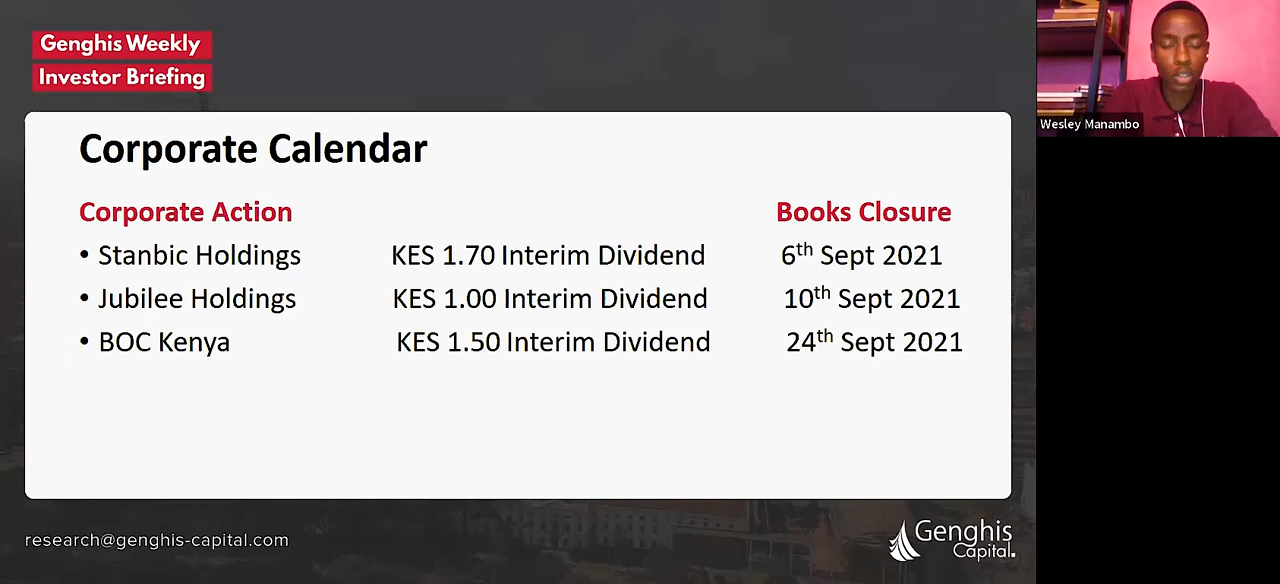 Genghis Weekly
Investor Briefing
Wesley Manambo
Corporate Calendar
Corporate Action Books Closure
• Stanbic Holdings KES 1.70 Interim Dividend 6th Sept 2021
• Jubilee Holdings KES 1.00 Interim Dividend 10th Sept 2021
• BOC Kenya KES 1.50 Interim Dividend 24th Sept 2021
research@genghis-capital.com
Genghis
Capital.